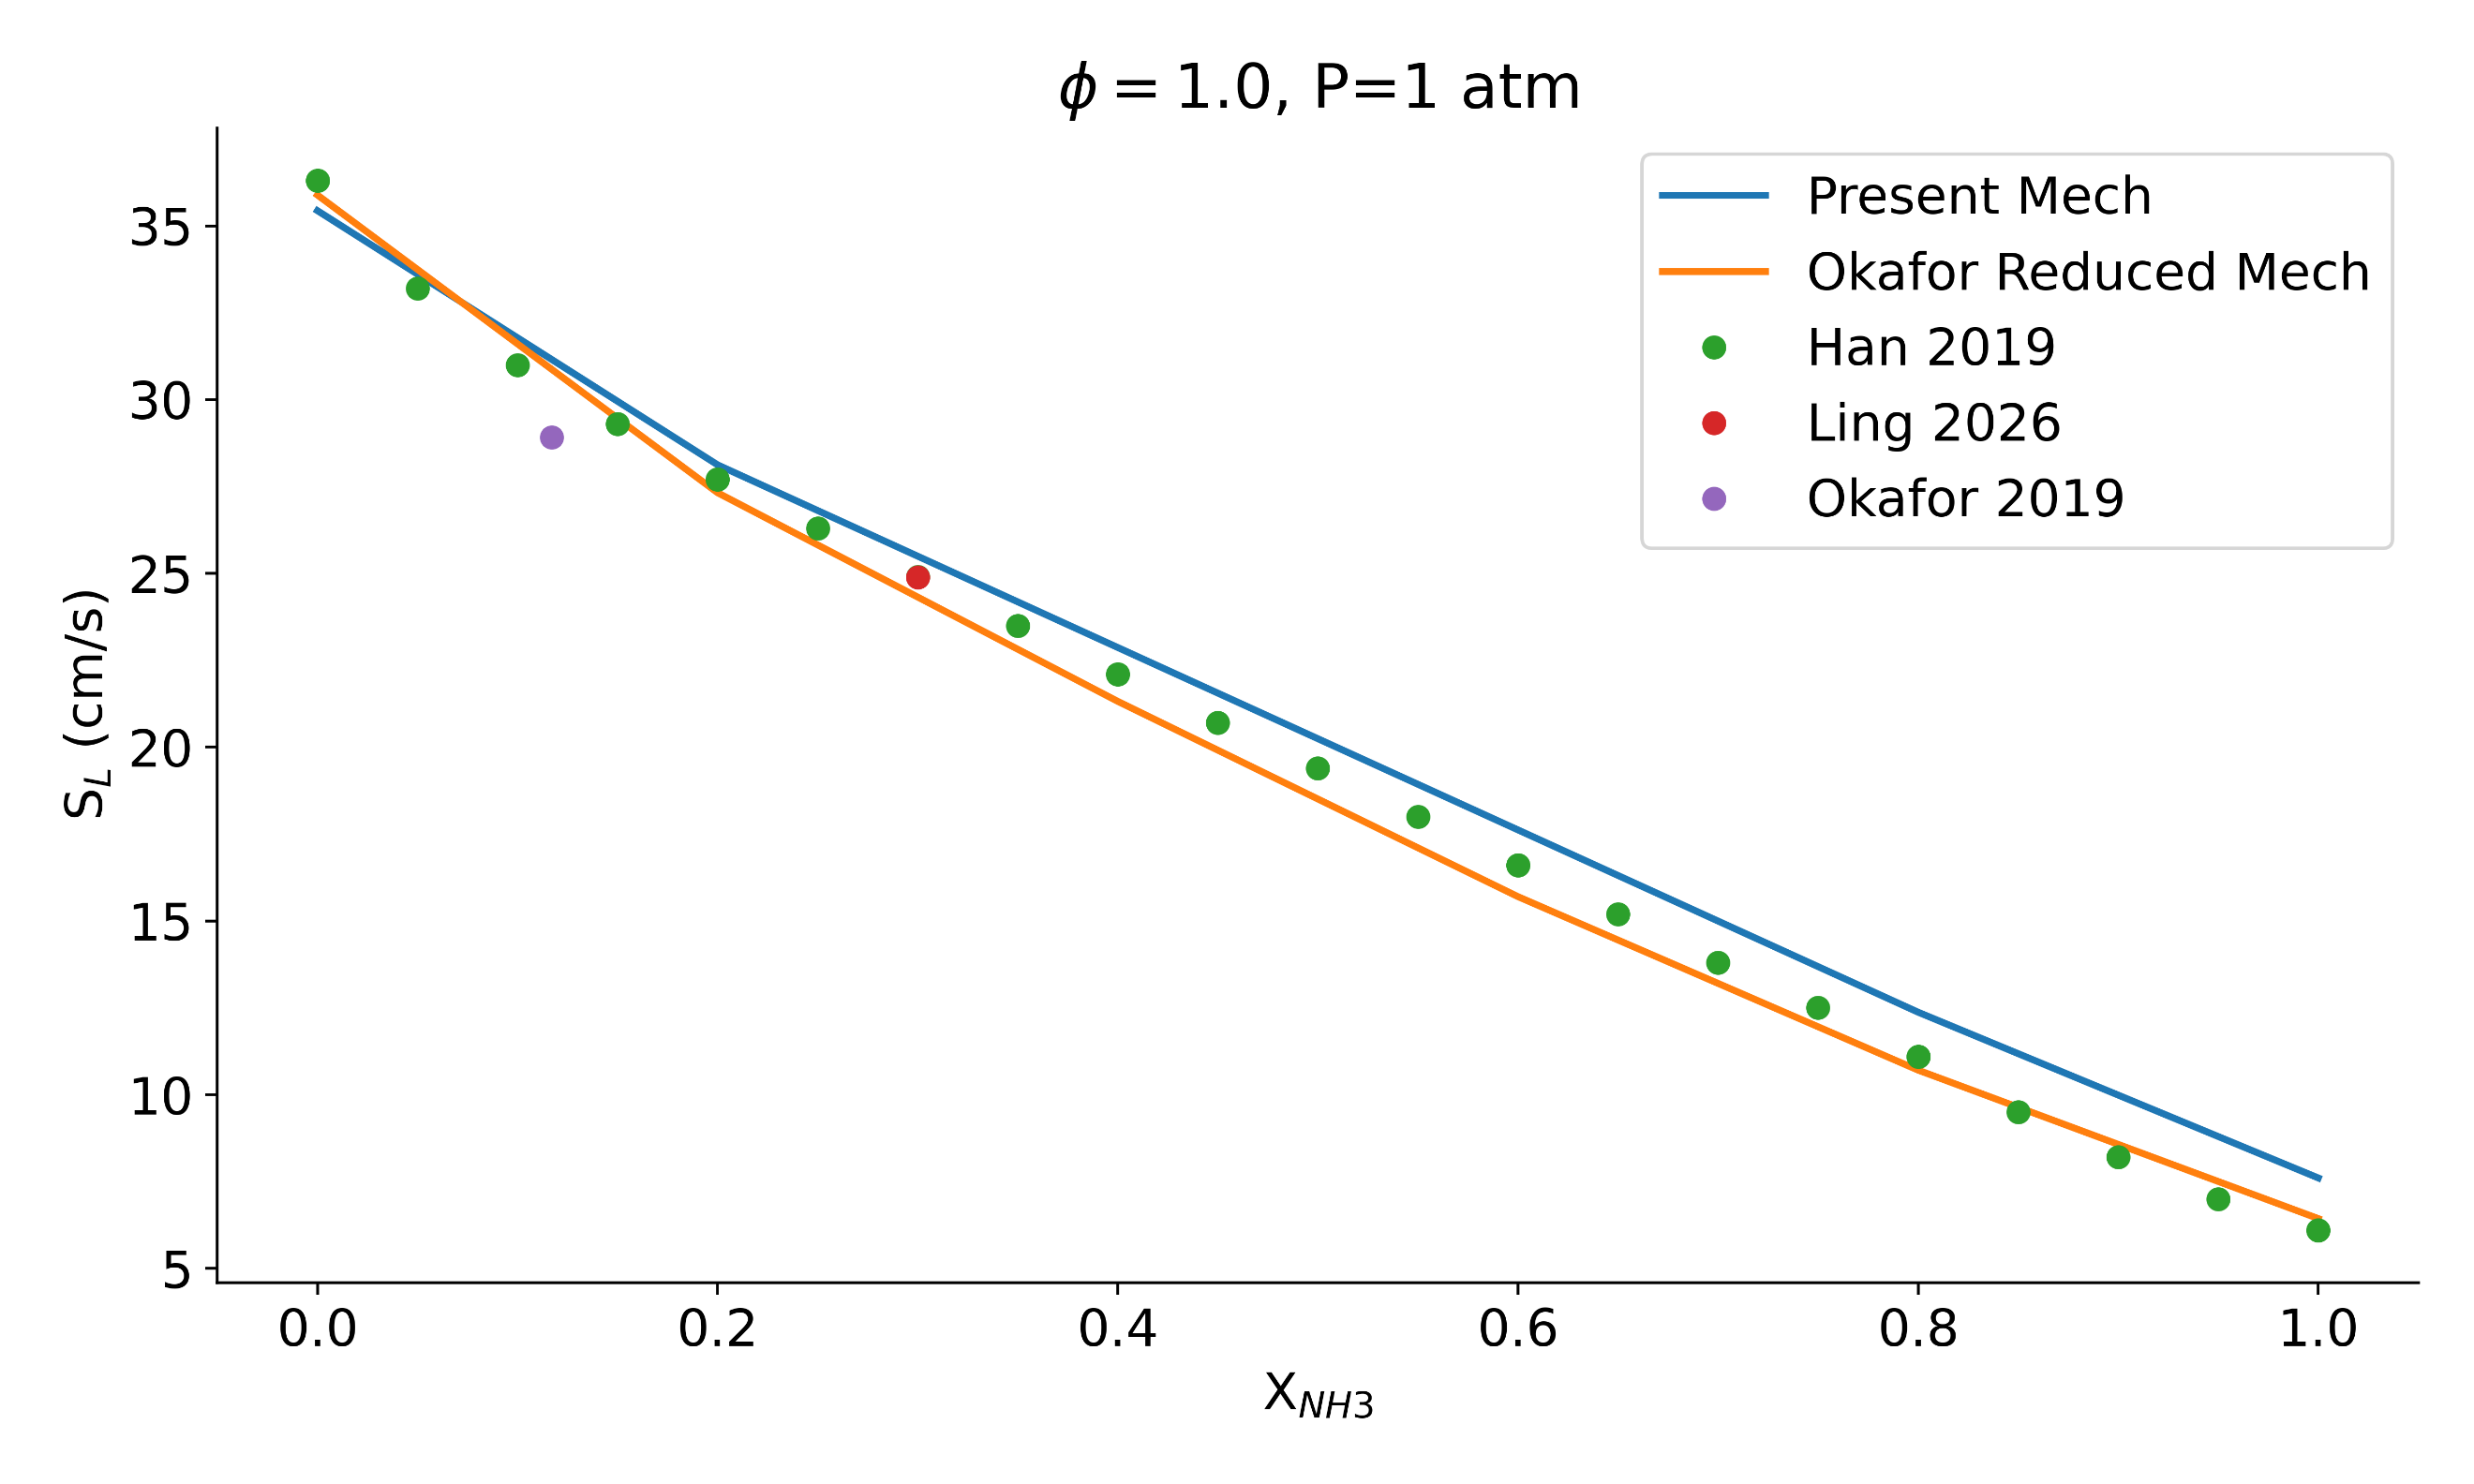 ϕ = 1.0, P=1 atm
Present Mech
Okafor Reduced Mech
Han 2019
Ling 2026
Okafor 2019
S_L (cm/s)
35
30
25
20
15
10
5
0.0 0.2 0.4 0.6 0.8 1.0
X_NH3